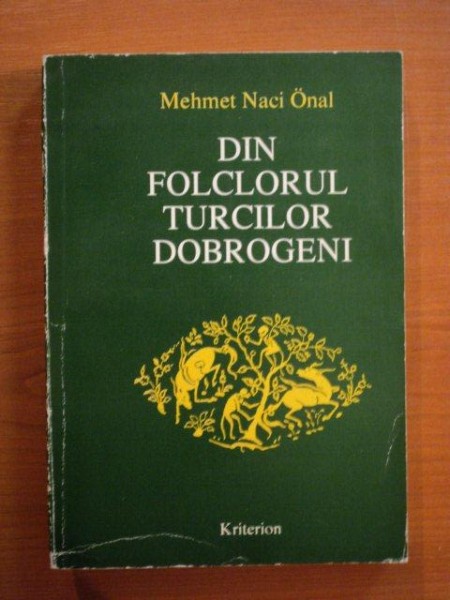 Mehmet Naci Önal
DIN
FOLCLORUL
TURCILOR
DOBROGENI
Kriterion